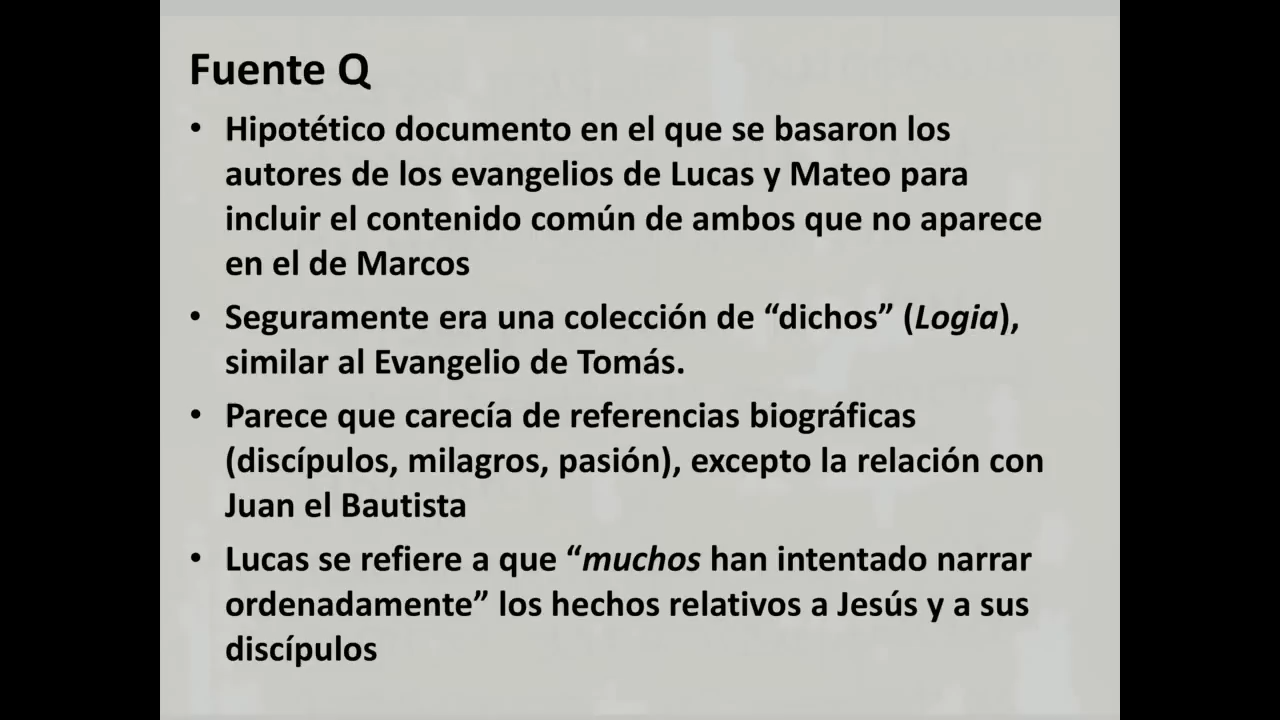 Fuente Q
• Hipotético documento en el que se basaron los
autores de los evangelios de Lucas y Mateo para
incluir el contenido común de ambos que no aparece
en el de Marcos
• Seguramente era una colección de “dichos” (Logia),
similar al Evangelio de Tomás.
• Parece que carecía de referencias biográficas
(discípulos, milagros, pasión), excepto la relación con
Juan el Bautista
• Lucas se refiere a que “muchos han intentado narrar
ordenadamente” los hechos relativos a Jesús y a sus
discípulos